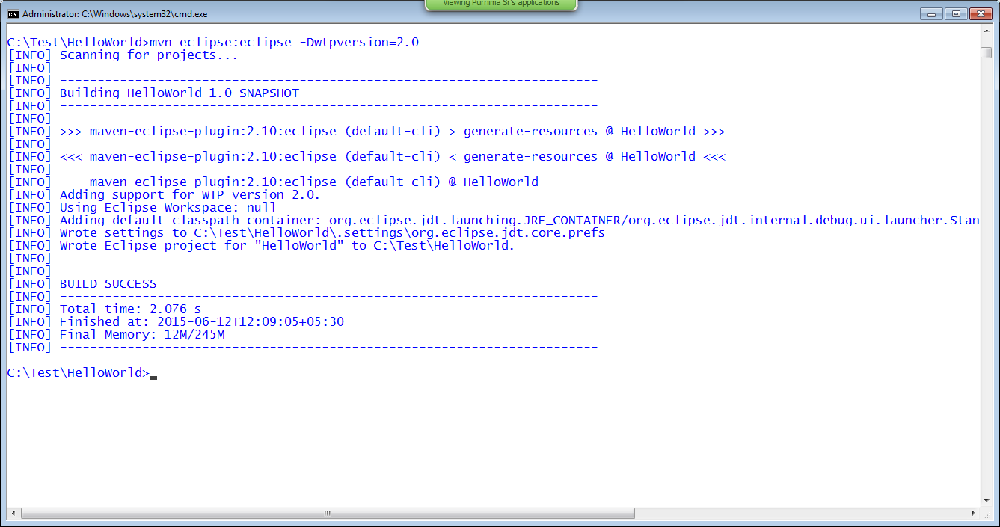 Viewing Purnima Sr's applications
Administrator: C:\Windows\system32\cmd.exe
C:\Test\HelloWorld>mvn eclipse:eclipse -Dwtpversion=2.0
[INFO] Scanning for projects...
[INFO]
[INFO] ------------------------------------------------------------------------
[INFO] Building HelloWorld 1.0-SNAPSHOT
[INFO] ------------------------------------------------------------------------
[INFO]
[INFO] >>> maven-eclipse-plugin:2.10:eclipse (default-cli) > generate-resources @ HelloWorld >>>
[INFO]
[INFO] <<< maven-eclipse-plugin:2.10:eclipse (default-cli) < generate-resources @ HelloWorld <<<
[INFO]
[INFO] --- maven-eclipse-plugin:2.10:eclipse (default-cli) @ HelloWorld ---
[INFO] Adding support for WTP version 2.0.
[INFO] Using Eclipse Workspace: null
[INFO] Adding default classpath container: org.eclipse.jdt.launching.JRE_CONTAINER/org.eclipse.jdt.internal.debug.ui.launcher.Stan
[INFO] Wrote settings to C:\Test\HelloWorld\.settings\org.eclipse.jdt.core.prefs
[INFO] Wrote Eclipse project for "HelloWorld" to C:\Test\HelloWorld.
[INFO]
[INFO] ------------------------------------------------------------------------
[INFO] BUILD SUCCESS
[INFO] ------------------------------------------------------------------------
[INFO] Total time: 2.076 s
[INFO] Finished at: 2015-06-12T12:09:05+05:30
[INFO] Final Memory: 12M/245M
[INFO] ------------------------------------------------------------------------
C:\Test\HelloWorld>